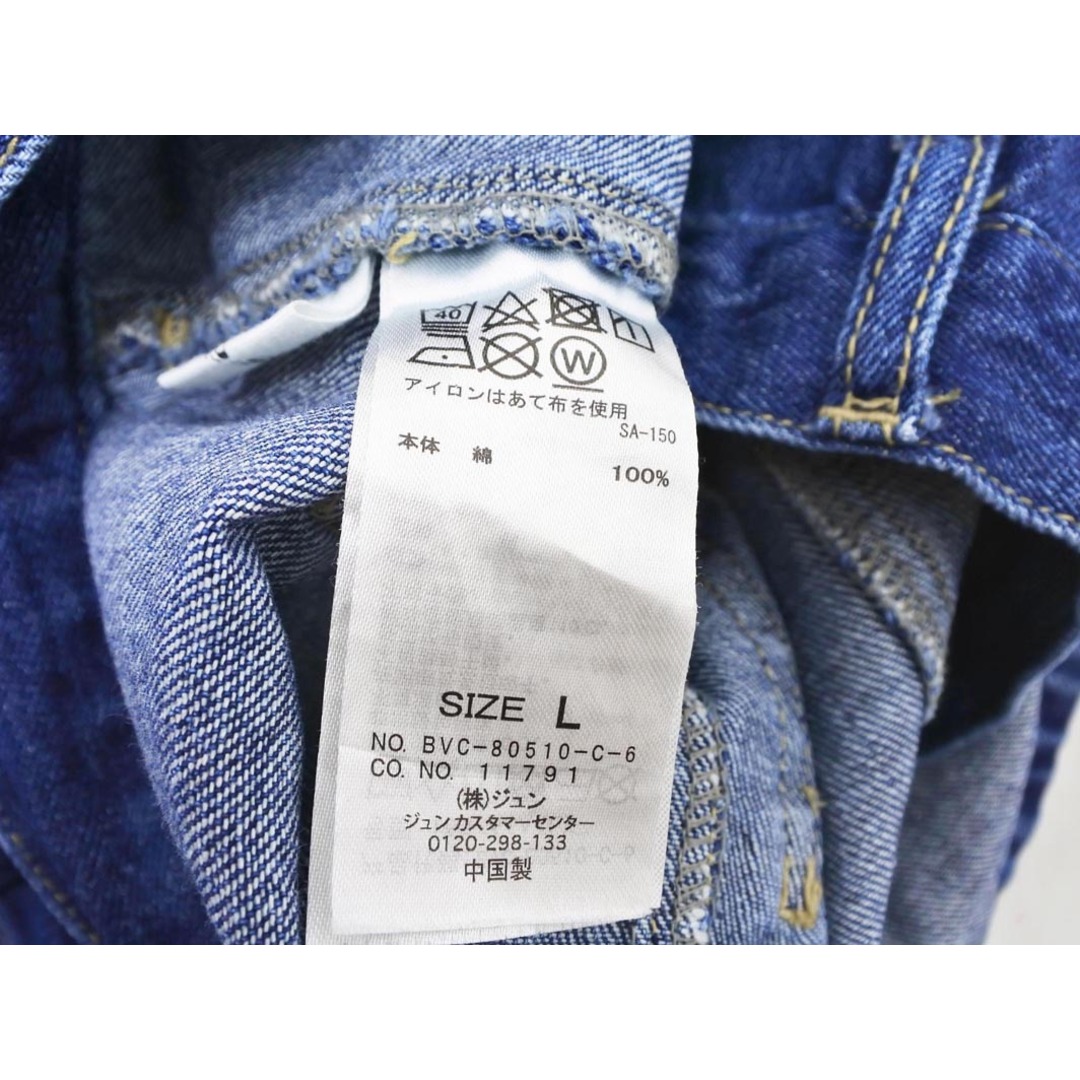 40
W
アイロンはあて布を使用
SA-150
本体 綿 100%
SIZE L
NO. BVC-80510-C-6
CO. NO. 11791
(株)ジュン
ジュンカスタマーセンター
0120-298-133
中国製